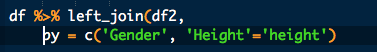 df %>% left_join(df2,
by = c('Gender', 'Height'='height')